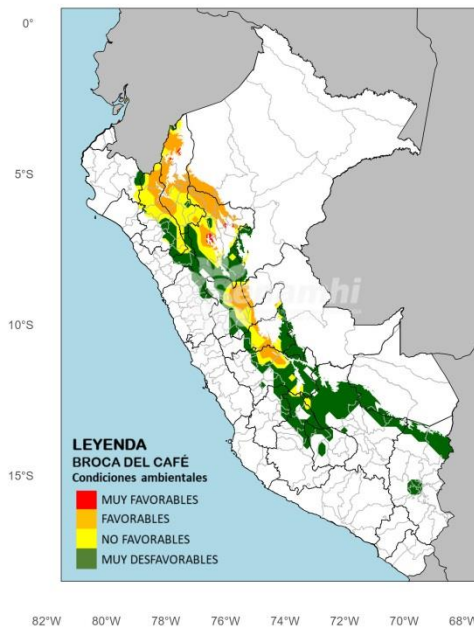 0°
5°S
10°S
15°S
senamhi
LEYENDA
BROCA DEL CAFÉ
Condiciones ambientales
MUY FAVORABLES
FAVORABLES
NO FAVORABLES
MUY DESFAVORABLES
82°W 80°W 78°W 76°W 74°W 72°W 70°W 68°W